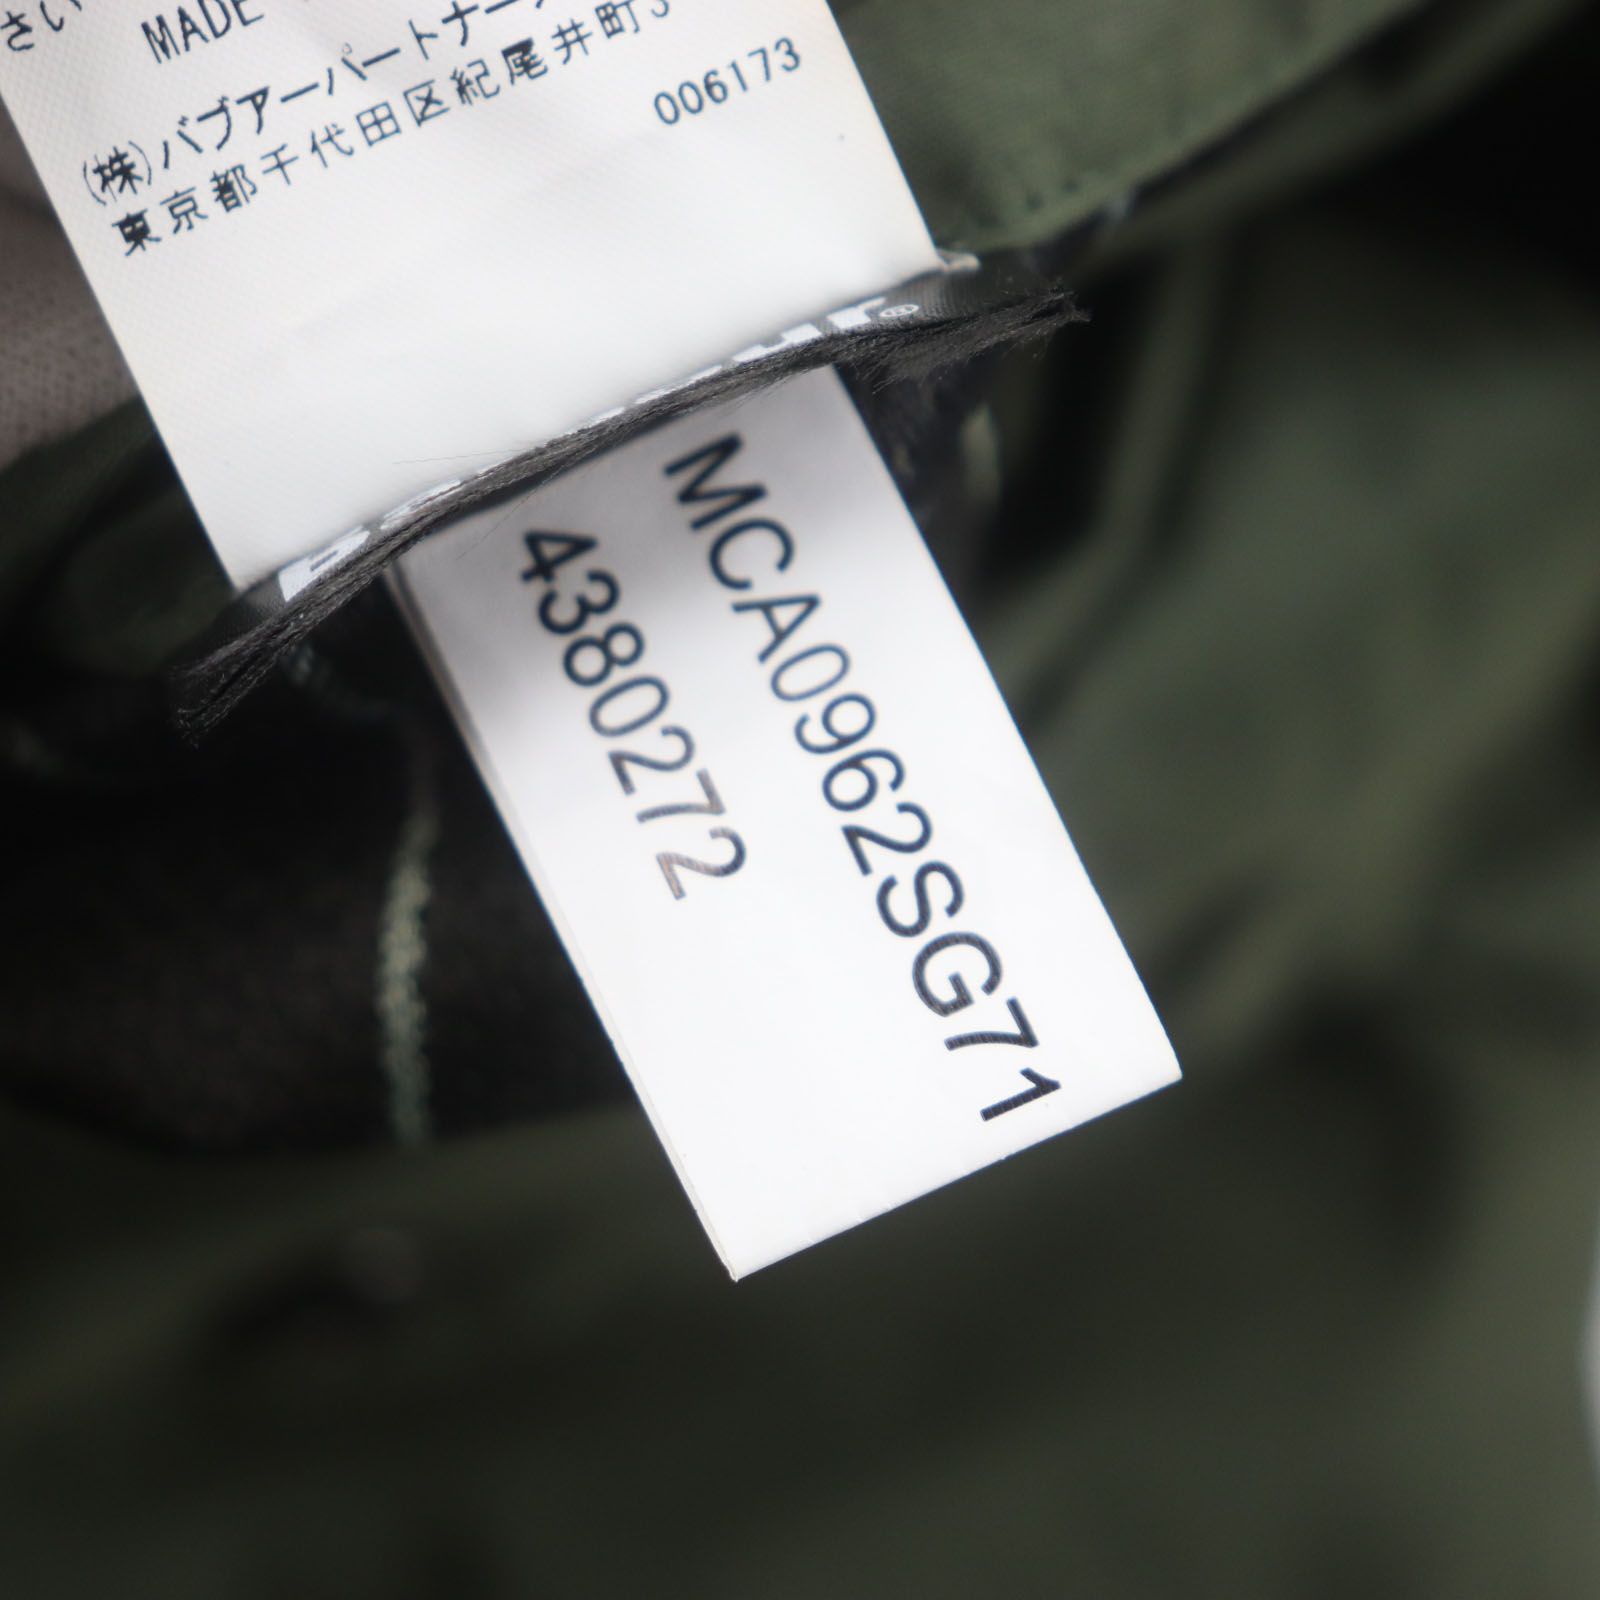 さい
MADE
(株)バブアーパートナー
東京都千代田区紀尾井町3
006173
MCA0962SG71
4380272